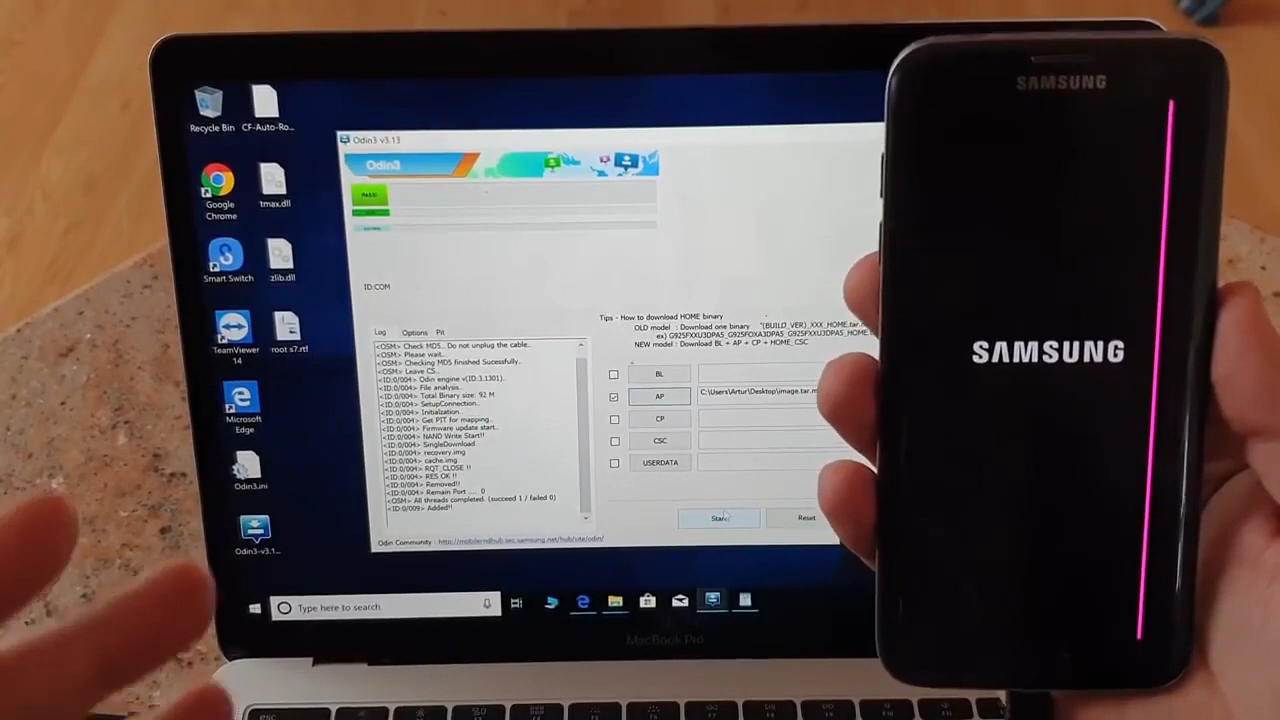 Recycle Bin
CF-Auto-Ro...
Google
Chrome
tmax.dll
Smart Switch
zlib.dll
TeamViewer
14
root s7.rtf
Microsoft
Edge
Odin3.ini
Odin3-v3.1...
Odin3 v3.13
Odin3
PASS!
ID:COM
Tips - How to download HOME binary
OLD model : Download one binary "(BUILD_VER)_XXX_HOME.tar.m
ex) G925FXXU3DPA5_G925FOXA3DPA5_G925FXXU3DPA5_HOME.t
NEW model : Download BL + AP + CP + HOME_CSC
Log
Options
Pit
<OSM> Check MD5.. Do not unplug the cable..
<OSM> Please wait..
<OSM> Checking MD5 finished Sucessfully..
<OSM> Leave CS..
<ID:0/004> Odin engine v(ID:3.1301)..
<ID:0/004> File analysis..
<ID:0/004> Total Binary size: 92 M
<ID:0/004> SetupConnection..
<ID:0/004> Initialzation..
<ID:0/004> Get PIT for mapping..
<ID:0/004> Firmware update start..
<ID:0/004> NAND Write Start!!
<ID:0/004> SingleDownload.
<ID:0/004> recovery.img
<ID:0/004> cache.img
<ID:0/004> RQT_CLOSE !!
<ID:0/004> RES OK !!
<ID:0/004> Removed!!
<ID:0/004> Remain Port .... 0
<OSM> All threads completed. (succeed 1 / failed 0)
<ID:0/009> Added!!
BL
AP
C:\Users\Artur\Desktop\image.tar.m
CP
CSC
USERDATA
Start
Reset
Odin Community : http://mobilerndhub.sec.samsung.net/hub/site/odin/
Type here to search
MacBook Pro
esc
SAMSUNG
SAMSUNG